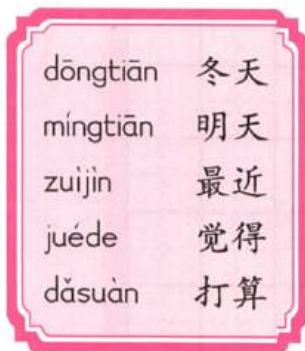 dōngtiān 冬天
míngtiān 明天
zuìjìn 最近
juéde 觉得
dǎsuàn 打算